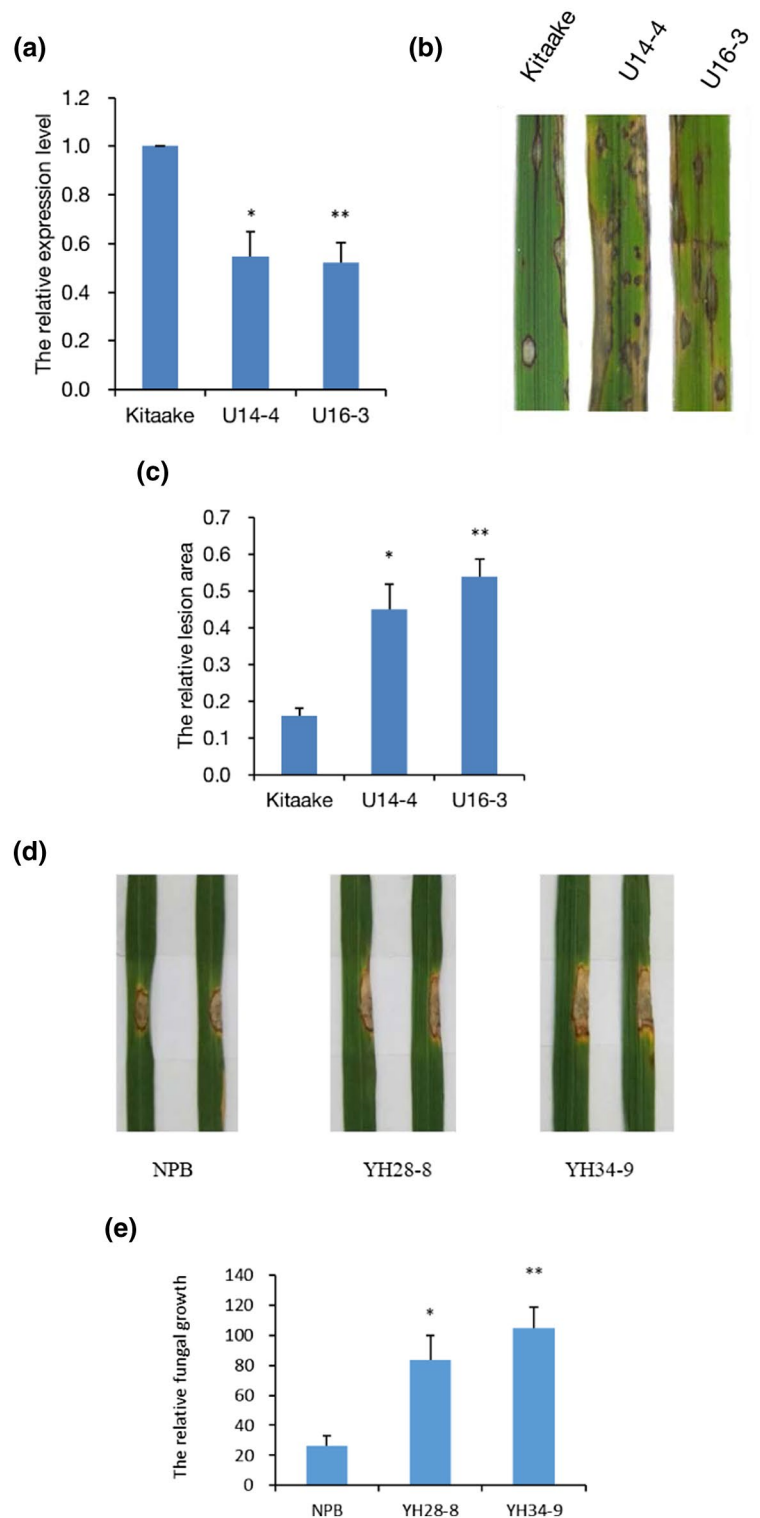 (a)
The relative expression level
1.2
1.0
0.8
0.6
0.4
0.2
0.0
*
**
Kitaake U14-4 U16-3
(b)
Kitaake
U14-4
U16-3
(c)
The relative lesion area
0.7
0.6
0.5
0.4
0.3
0.2
0.1
0.0
*
**
Kitaake U14-4 U16-3
(d)
NPB YH28-8 YH34-9
(e)
The relative fungal growth
140
120
100
80
60
40
20
0
*
**
NPB YH28-8 YH34-9